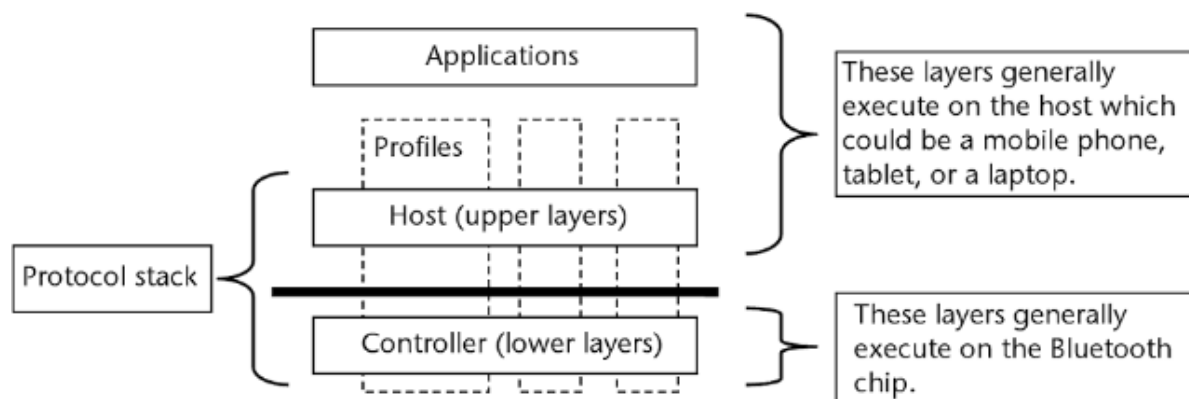 Applications
These layers generally
execute on the host which
could be a mobile phone,
tablet, or a laptop.
Profiles
Host (upper layers)
Protocol stack
Controller (lower layers)
These layers generally
execute on the Bluetooth
chip.